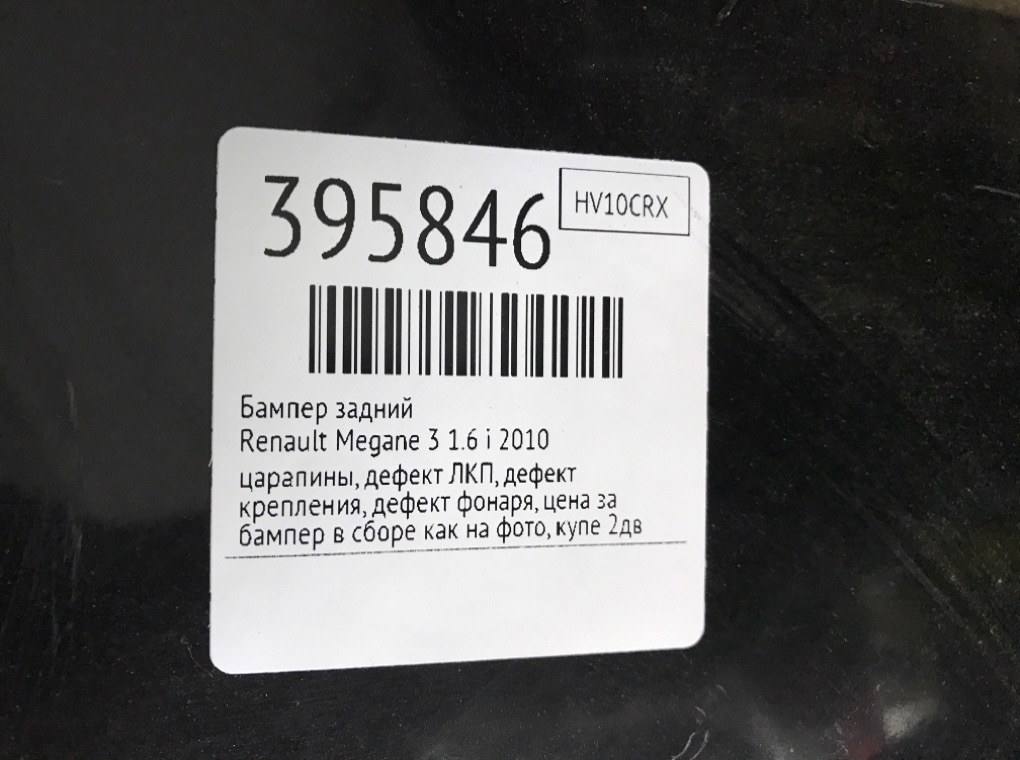 395846
HV10CRX
Бампер задний
Renault Megane 3 1.6 i 2010
царапины, дефект ЛКП, дефект
крепления, дефект фонаря, цена за
бампер в сборе как на фото, купе 2дв